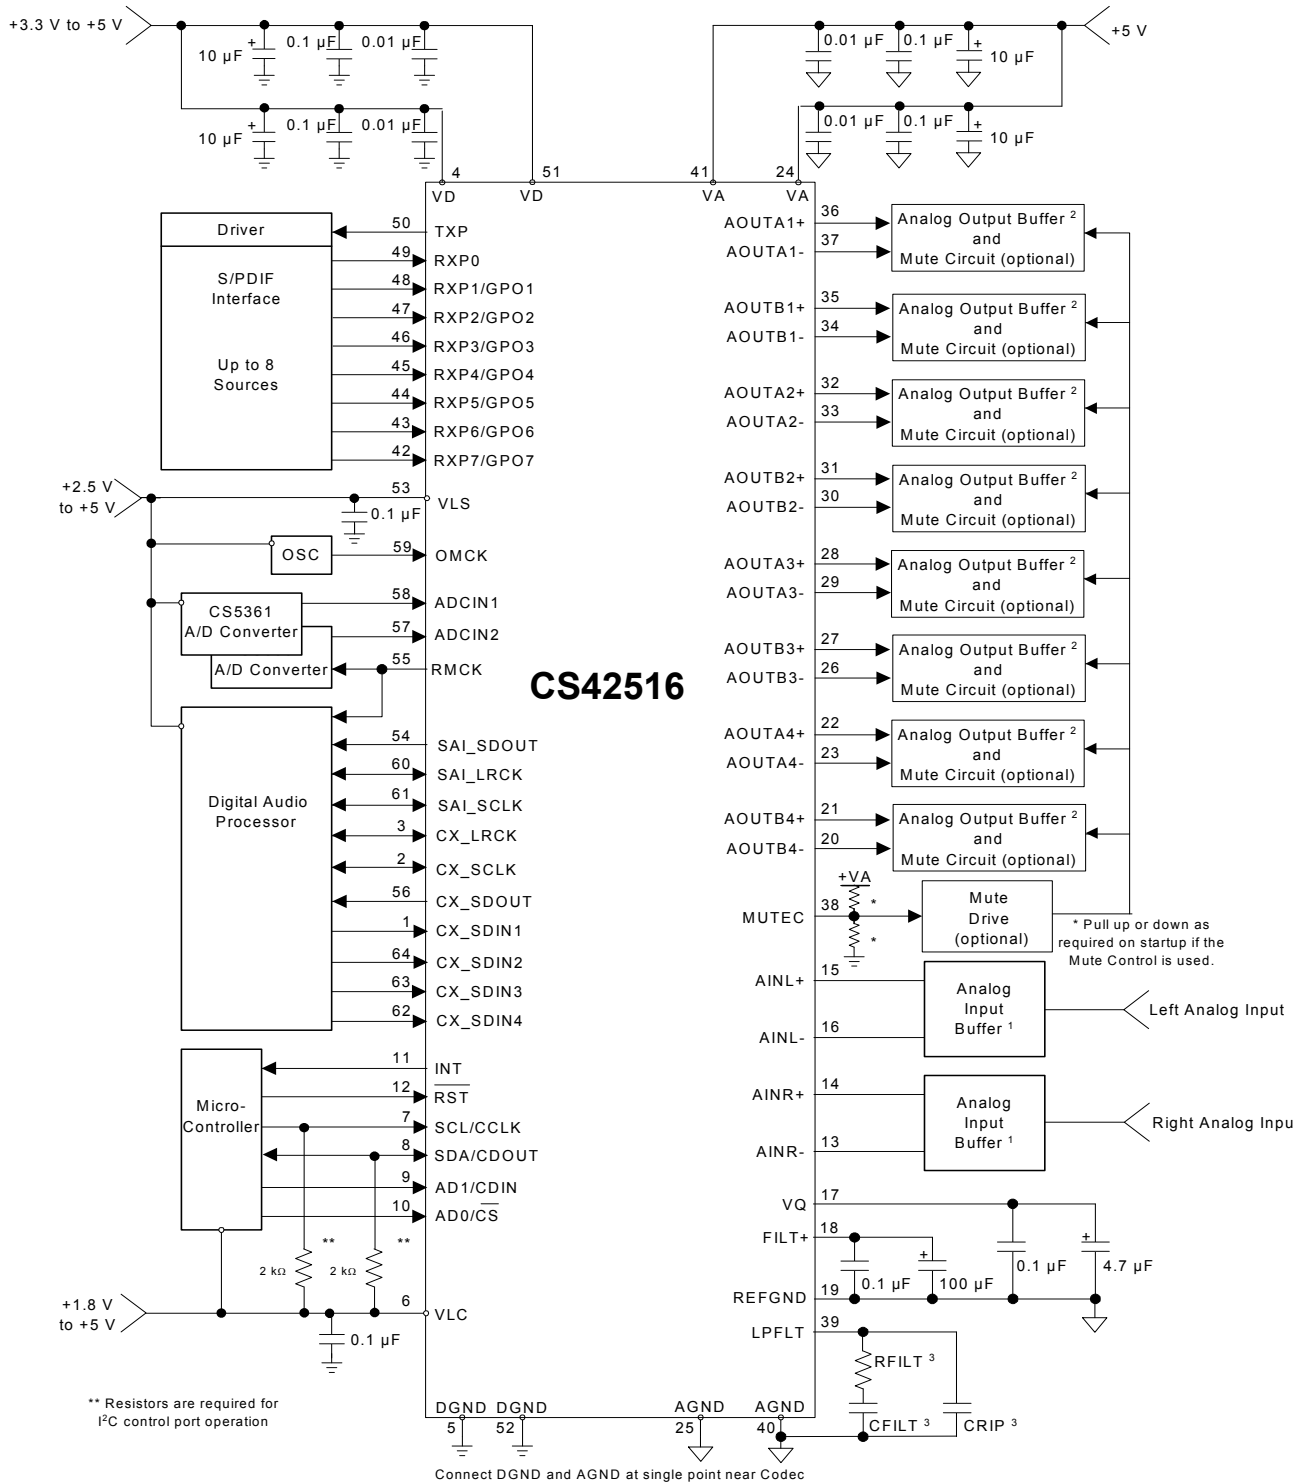 +3.3 V to +5 V
+5 V
10 µF
+
0.1 µF
0.01 µF
0.01 µF
0.1 µF
+
10 µF
10 µF
+
0.1 µF
0.01 µF
0.01 µF
0.1 µF
+
10 µF
4
51
41
24
VD
VD
VA
VA
Driver
S/PDIF
Interface
Up to 8
Sources
50
TXP
49
RXP0
48
RXP1/GPO1
47
RXP2/GPO2
46
RXP3/GPO3
45
RXP4/GPO4
44
RXP5/GPO5
43
RXP6/GPO6
42
RXP7/GPO7
+2.5 V
to +5 V
53
VLS
0.1 µF
OSC
59
OMCK
CS5361
A/D Converter
58
ADCIN1
57
ADCIN2
A/D Converter
55
RMCK
CS42516
Digital Audio
Processor
54
SAI_SDOUT
60
SAI_LRCK
61
SAI_SCLK
3
CX_LRCK
2
CX_SCLK
56
CX_SDOUT
1
CX_SDIN1
64
CX_SDIN2
63
CX_SDIN3
62
CX_SDIN4
Micro-
Controller
11
INT
12
RST
7
SCL/CCLK
8
SDA/CDOUT
9
AD1/CDIN
10
AD0/CS
**
**
2 kΩ
2 kΩ
+1.8 V
to +5 V
6
VLC
0.1 µF
** Resistors are required for
I²C control port operation
AOUTA1+
36
AOUTA1-
37
Analog Output Buffer ²
and
Mute Circuit (optional)
AOUTB1+
35
AOUTB1-
34
Analog Output Buffer ²
and
Mute Circuit (optional)
AOUTA2+
32
AOUTA2-
33
Analog Output Buffer ²
and
Mute Circuit (optional)
AOUTB2+
31
AOUTB2-
30
Analog Output Buffer ²
and
Mute Circuit (optional)
AOUTA3+
28
AOUTA3-
29
Analog Output Buffer ²
and
Mute Circuit (optional)
AOUTB3+
27
AOUTB3-
26
Analog Output Buffer ²
and
Mute Circuit (optional)
AOUTA4+
22
AOUTA4-
23
Analog Output Buffer ²
and
Mute Circuit (optional)
AOUTB4+
21
AOUTB4-
20
Analog Output Buffer ²
and
Mute Circuit (optional)
+VA
*
*
MUTEC
38
Mute
Drive
(optional)
* Pull up or down as
required on startup if the
Mute Control is used.
AINL+
15
AINL-
16
Analog
Input
Buffer ¹
Left Analog Input
AINR+
14
AINR-
13
Analog
Input
Buffer ¹
Right Analog Inpu
VQ
17
FILT+
18
+
+
0.1 µF
100 µF
0.1 µF
4.7 µF
REFGND
19
LPFLT
39
RFILT ³
CFILT ³
CRIP ³
DGND
DGND
AGND
AGND
5
52
25
40
Connect DGND and AGND at single point near Codec